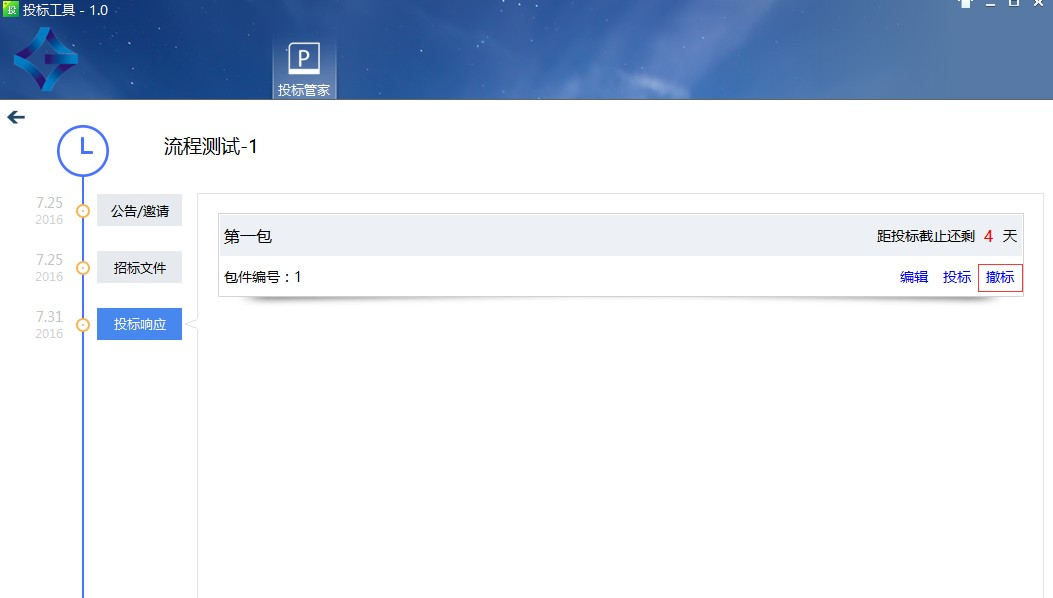 投标工具 - 1.0
P
投标管家
流程测试-1
7.25
2016
公告/邀请
7.25
2016
招标文件
7.31
2016
投标响应
第一包
距投标截止还剩 4 天
包件编号：1
编辑 投标 撤标